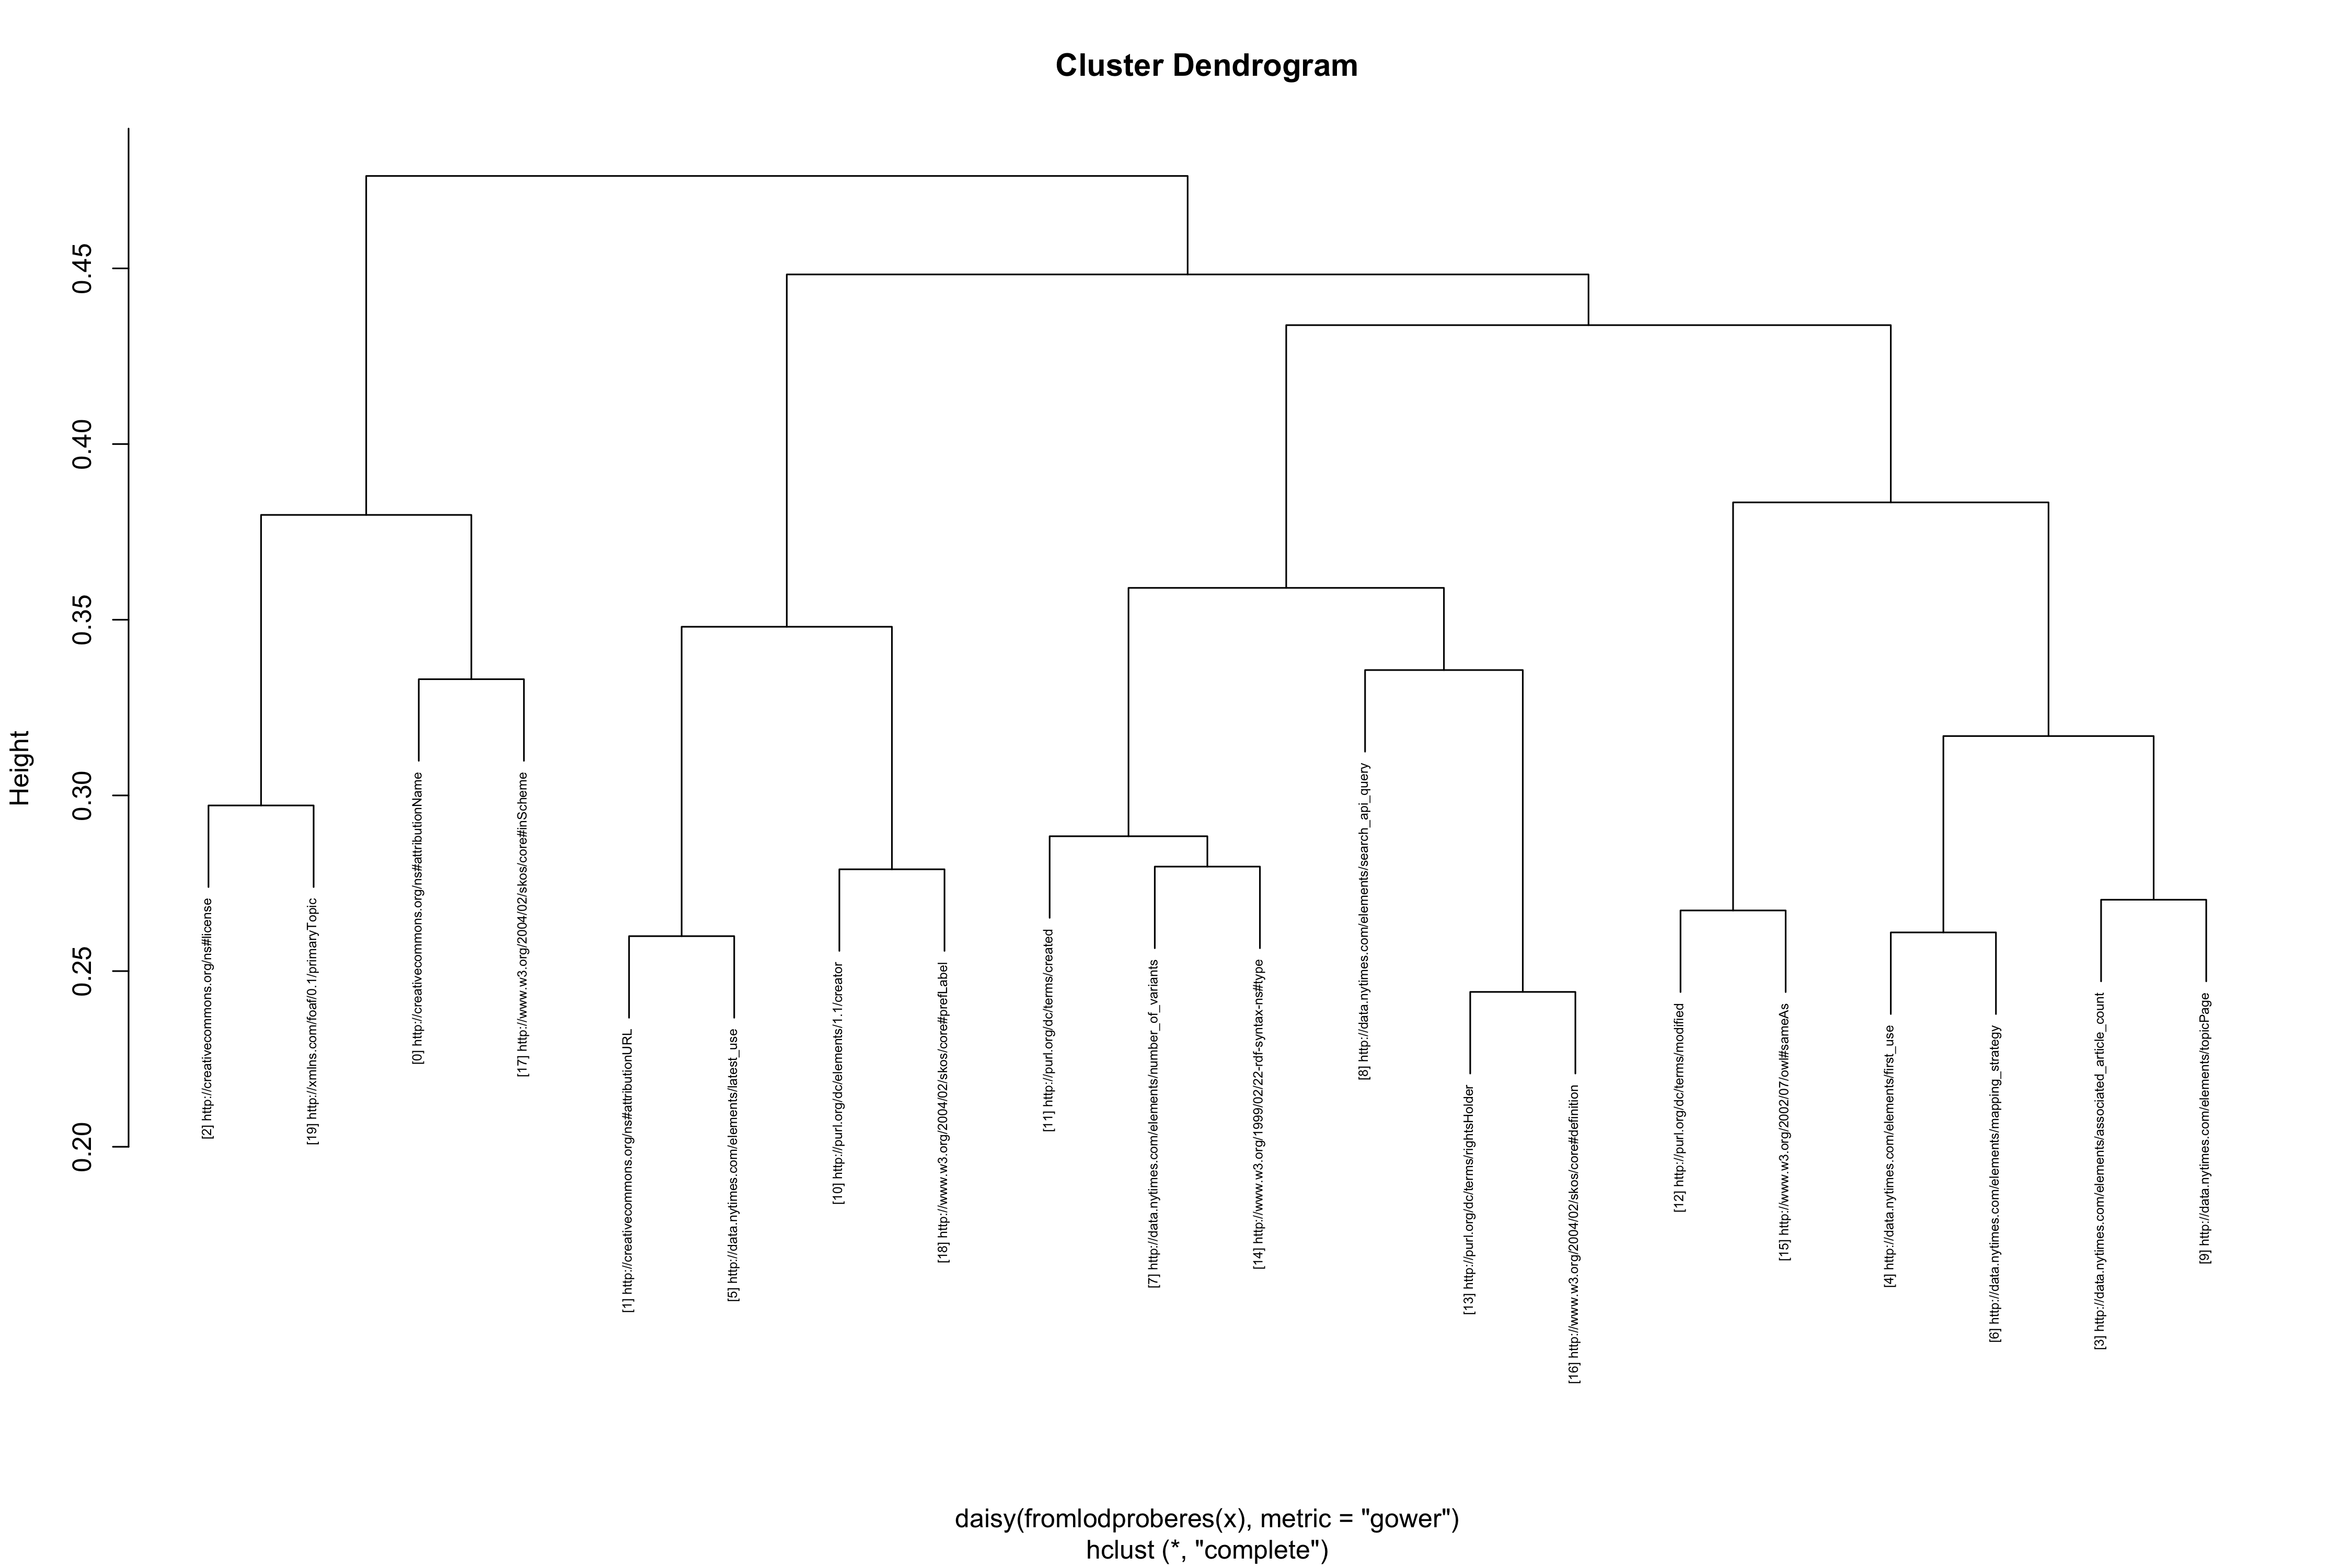 Cluster Dendrogram
Height
0.45
0.40
0.35
0.30
0.25
0.20
[2] http://creativecommons.org/ns#license
[19] http://xmlns.com/foaf/0.1/primaryTopic
[0] http://creativecommons.org/ns#attributionName
[17] http://www.w3.org/2004/02/skos/core#inScheme
[1] http://creativecommons.org/ns#attributionURL
[5] http://data.nytimes.com/elements/latest_use
[10] http://purl.org/dc/elements/1.1/creator
[18] http://www.w3.org/2004/02/skos/core#prefLabel
[11] http://purl.org/dc/terms/created
[7] http://data.nytimes.com/elements/number_of_variants
[14] http://www.w3.org/1999/02/22-rdf-syntax-ns#type
[8] http://data.nytimes.com/elements/search_api_query
[13] http://purl.org/dc/terms/rightsHolder
[16] http://www.w3.org/2004/02/skos/core#definition
[12] http://purl.org/dc/terms/modified
[15] http://www.w3.org/2002/07/owl#sameAs
[4] http://data.nytimes.com/elements/first_use
[6] http://data.nytimes.com/elements/mapping_strategy
[3] http://data.nytimes.com/elements/associated_article_count
[9] http://data.nytimes.com/elements/topicPage
daisy(fromlodproberes(x), metric = "gower")
hclust (*, "complete")